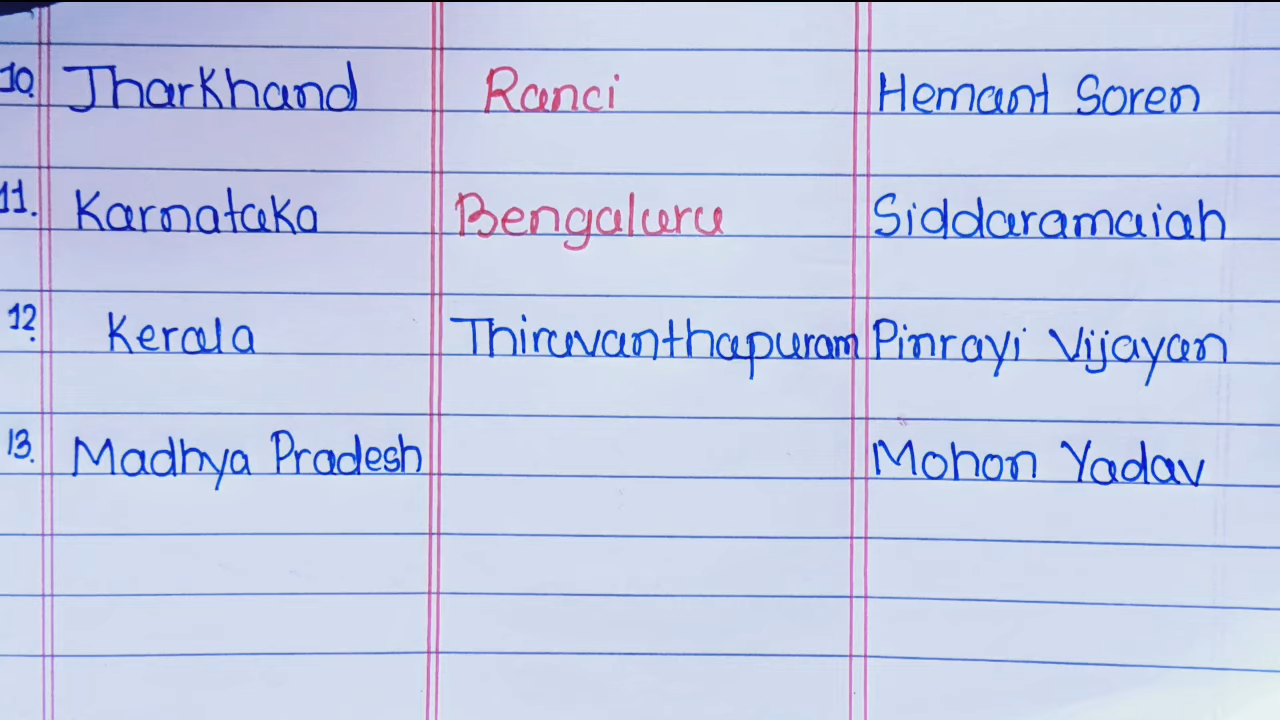 10. Jharkhand Ranci Hemant Soren
11. Karnataka Bengaluru Siddaramaiah
12. Kerala Thiruvanthapuram Pinrayi Vijayan
13. Madhya Pradesh Mohon Yadav